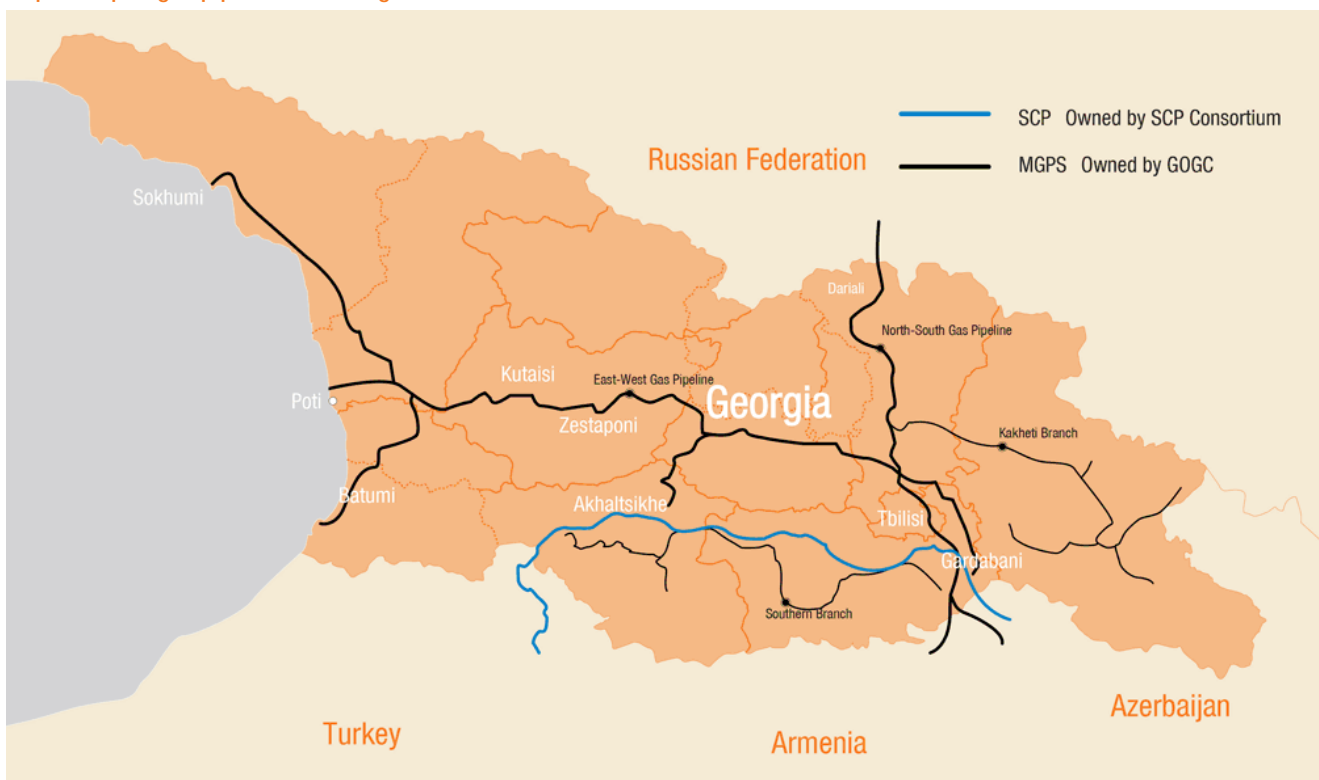 SCP Owned by SCP Consortium
Russian Federation
MGPS Owned by GOGC
Sokhumi
Dariali
North-South Gas Pipeline
Kutaisi
East-West Gas Pipeline
Georgia
Poti
Zestaponi
Kakheti Branch
Batumi
Akhaltsikhe
Tbilisi
Gardabani
Southern Branch
Azerbaijan
Turkey
Armenia